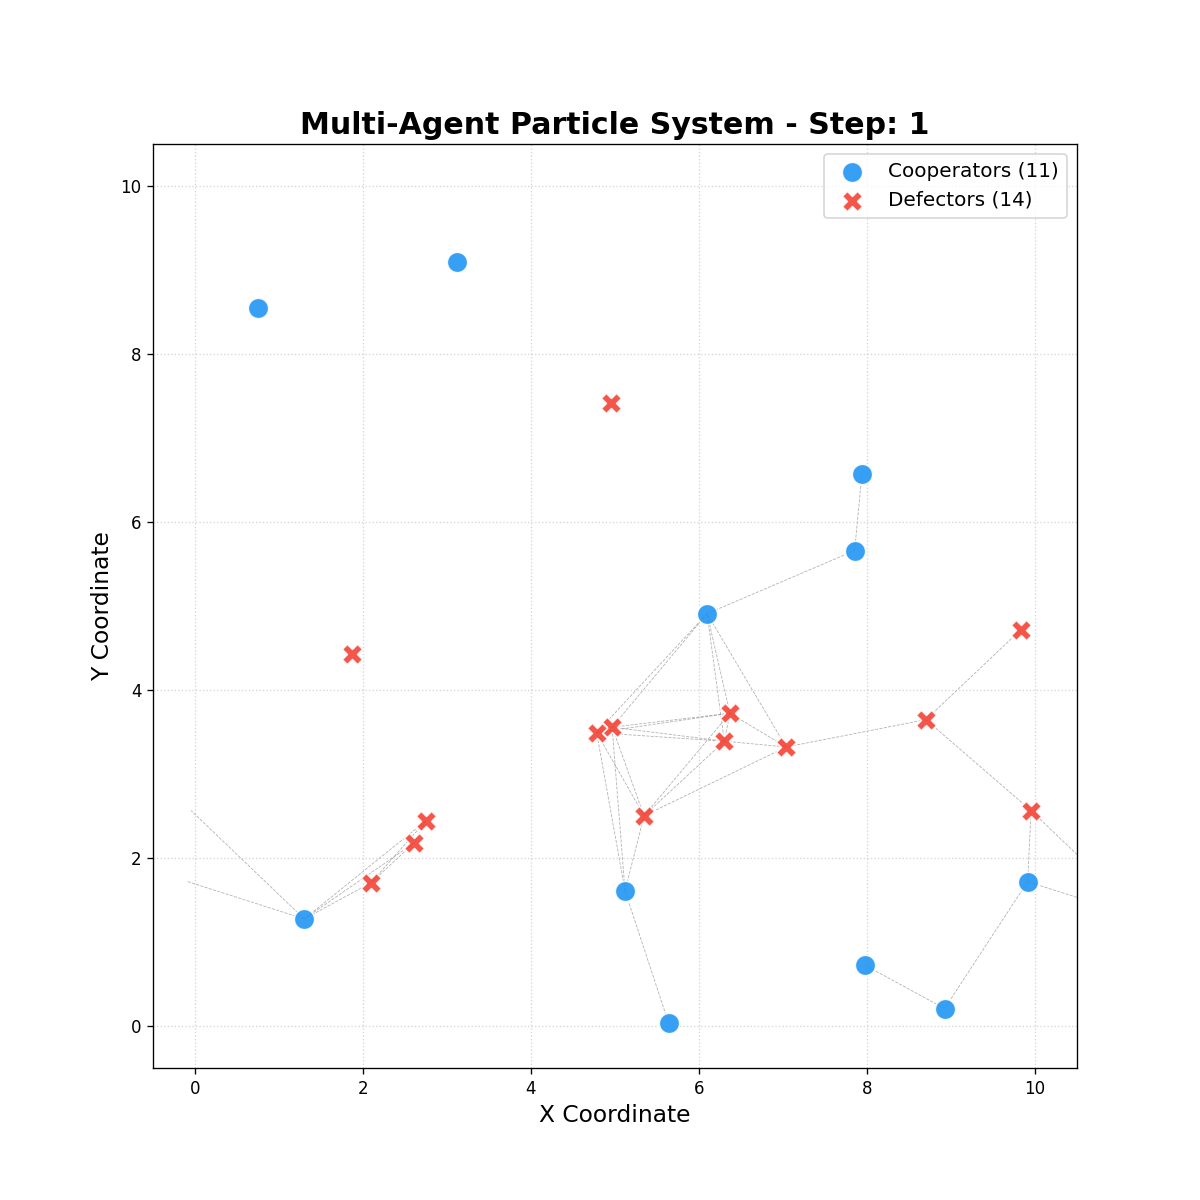 Multi-Agent Particle System - Step: 1
Cooperators (11)
Defectors (14)
10
8
6
4
2
0
Y Coordinate
0 2 4 6 8 10
X Coordinate